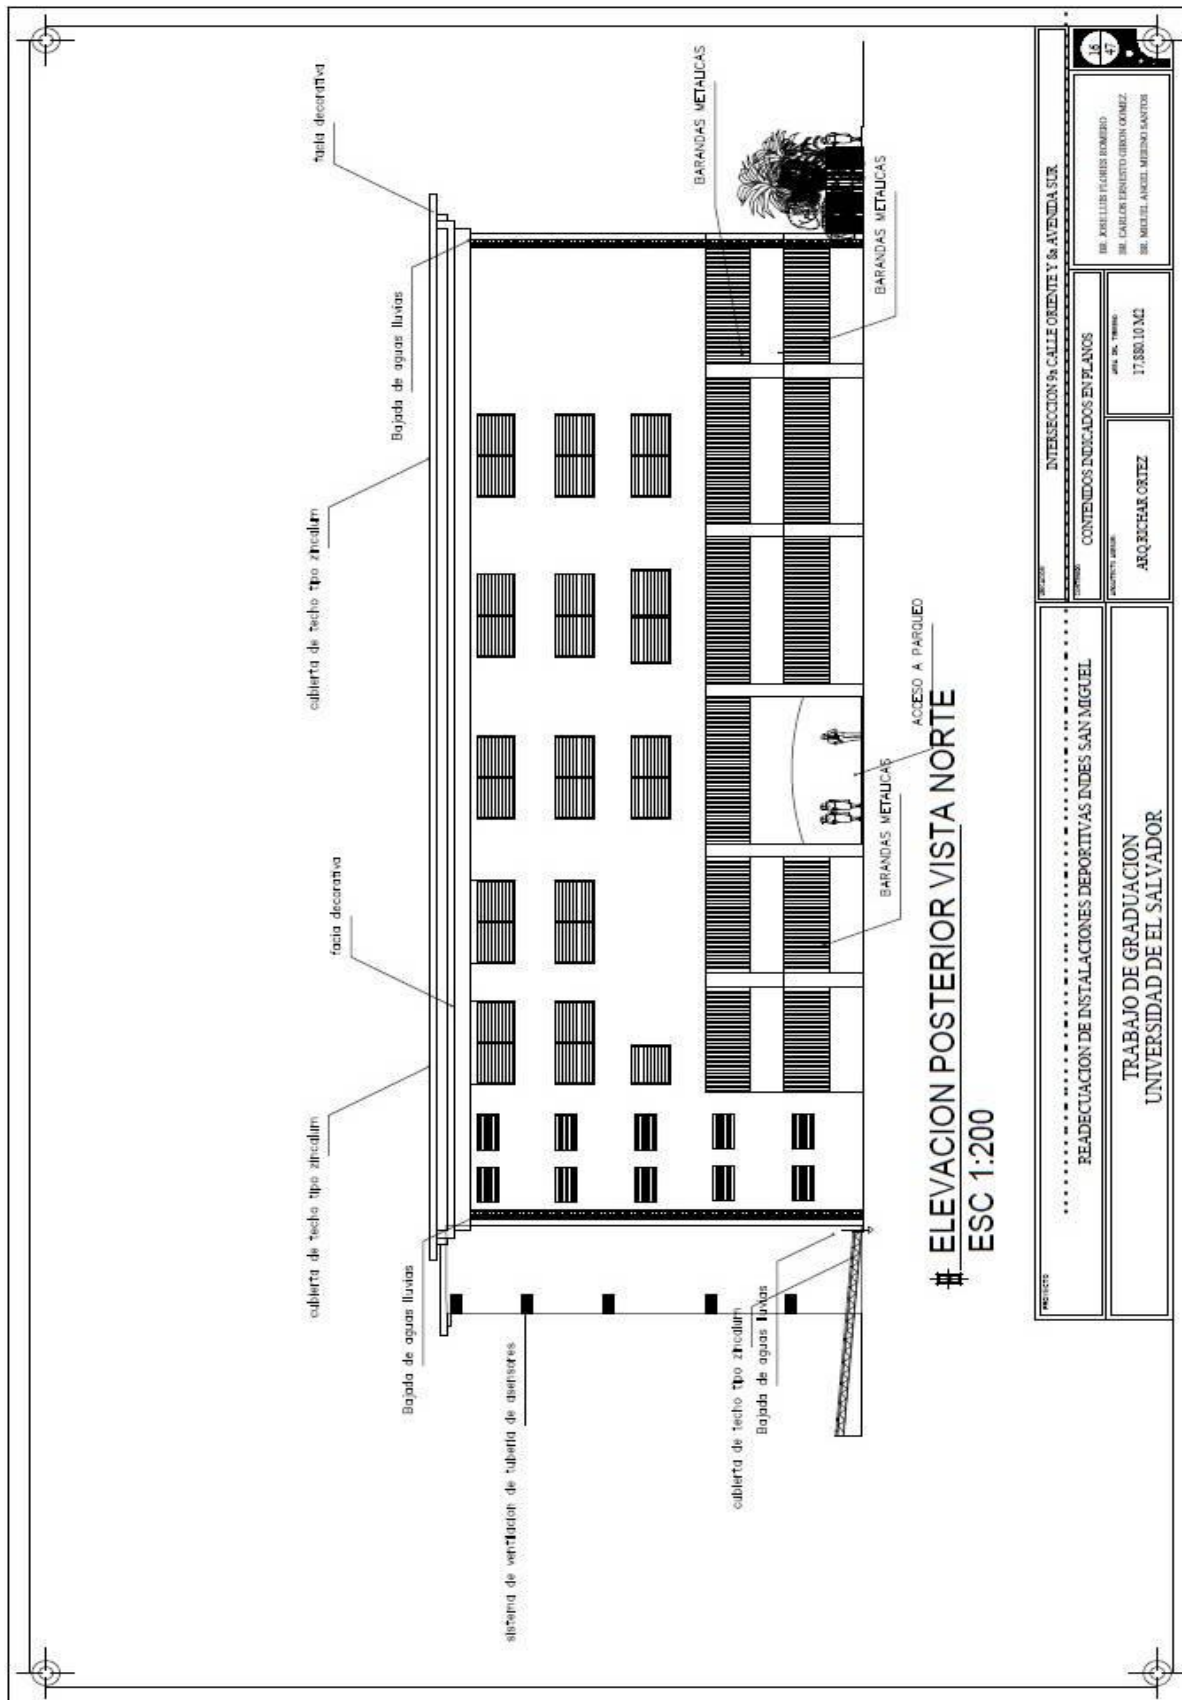 facia decorativa
cubierta de techo tipo zincalum
Bajada de aguas lluvias
cubierta de techo tipo zincalum
facia decorativa
Bajada de aguas lluvias
sistema de ventilacion de tuberia de asensores
cubierta de techo tipo zincalum
Bajada de aguas lluvias
BARANDAS METALICAS
BARANDAS METALICAS
BARANDAS METALICAS
ACCESO A PARQUEO
# ELEVACION POSTERIOR VISTA NORTE
ESC 1:200
PROYECTO
READECUACION DE INSTALACIONES DEPORTIVAS INDES SAN MIGUEL
TRABAJO DE GRADUACION
UNIVERSIDAD DE EL SALVADOR
INTERSECCION 9a CALLE ORIENTE Y 8a AVENIDA SUR
CONTENIDOS INDICADOS EN PLANOS
ARQ.RICHAR ORTEZ
AREA DEL TERRENO:
17,880.10 M2
BR. JOSE LUIS FLORES ROMERO
BR. CARLOS ERNESTO GIRON GOMEZ
BR. MIGUEL ANGEL MERINO SANTOS
16
47